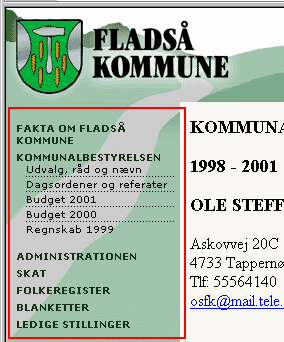 FLADSÅ
KOMMUNE
FAKTA OM FLADSÅ
KOMMUNE
KOMMUNALBESTYRELSEN
Udvalg, råd og nævn
Dagsordener og referater
Budget 2001
Budget 2000
Regnskab 1999
ADMINISTRATIONEN
SKAT
FOLKEREGISTER
BLANKETTER
LEDIGE STILLINGER
KOMMUNA
1998 - 2001
OLE STEFF
Askovvej 20C
4733 Tappernø
Tlf: 55564140
osfk@mail.tele.